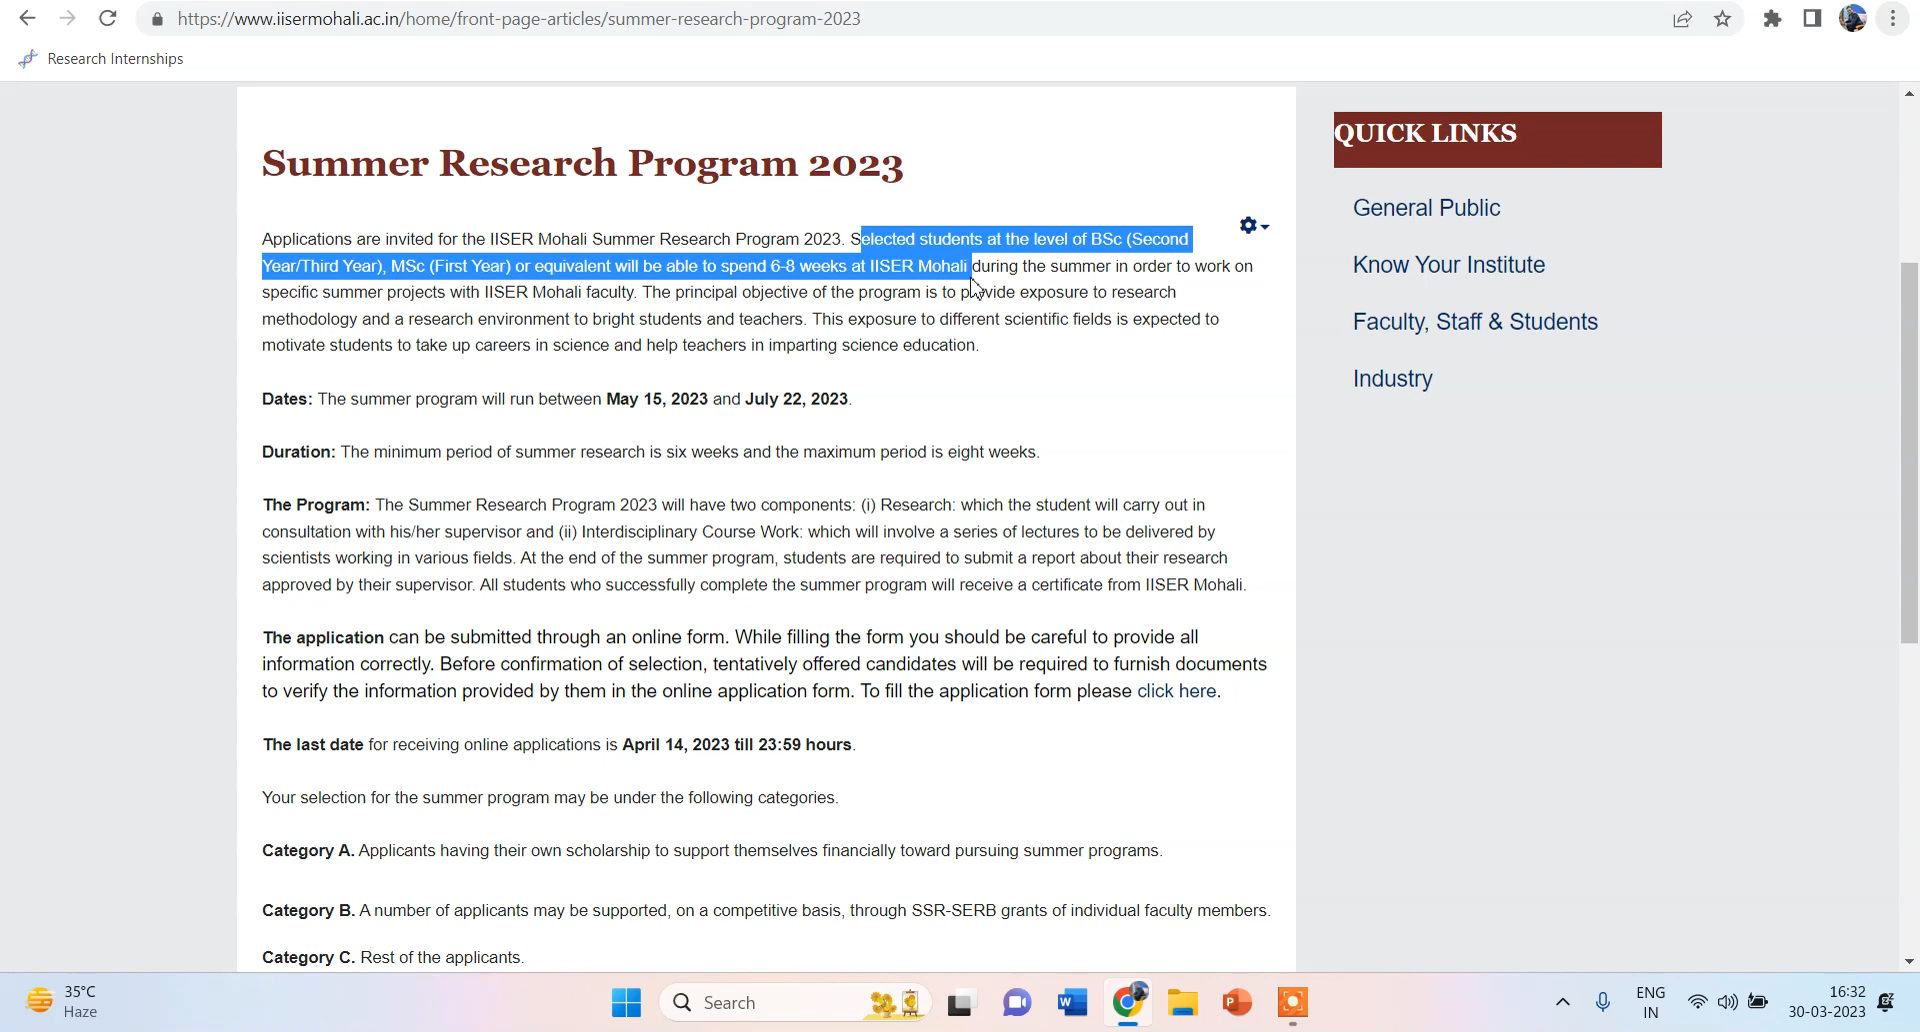 https://www.iisermohali.ac.in/home/front-page-articles/summer-research-program-2023
Research Internships
Summer Research Program 2023
Applications are invited for the IISER Mohali Summer Research Program 2023. Selected students at the level of BSc (Second
Year/Third Year), MSc (First Year) or equivalent will be able to spend 6-8 weeks at IISER Mohali during the summer in order to work on
specific summer projects with IISER Mohali faculty. The principal objective of the program is to provide exposure to research
methodology and a research environment to bright students and teachers. This exposure to different scientific fields is expected to
motivate students to take up careers in science and help teachers in imparting science education.
Dates: The summer program will run between May 15, 2023 and July 22, 2023.
Duration: The minimum period of summer research is six weeks and the maximum period is eight weeks.
The Program: The Summer Research Program 2023 will have two components: (i) Research: which the student will carry out in
consultation with his/her supervisor and (ii) Interdisciplinary Course Work: which will involve a series of lectures to be delivered by
scientists working in various fields. At the end of the summer program, students are required to submit a report about their research
approved by their supervisor. All students who successfully complete the summer program will receive a certificate from IISER Mohali.
The application can be submitted through an online form. While filling the form you should be careful to provide all
information correctly. Before confirmation of selection, tentatively offered candidates will be required to furnish documents
to verify the information provided by them in the online application form. To fill the application form please click here.
The last date for receiving online applications is April 14, 2023 till 23:59 hours.
Your selection for the summer program may be under the following categories.
Category A. Applicants having their own scholarship to support themselves financially toward pursuing summer programs.
Category B. A number of applicants may be supported, on a competitive basis, through SSR-SERB grants of individual faculty members.
Category C. Rest of the applicants.
QUICK LINKS
General Public
Know Your Institute
Faculty, Staff & Students
Industry
35°C
Haze
Search
ENG
IN
16:32
30-03-2023